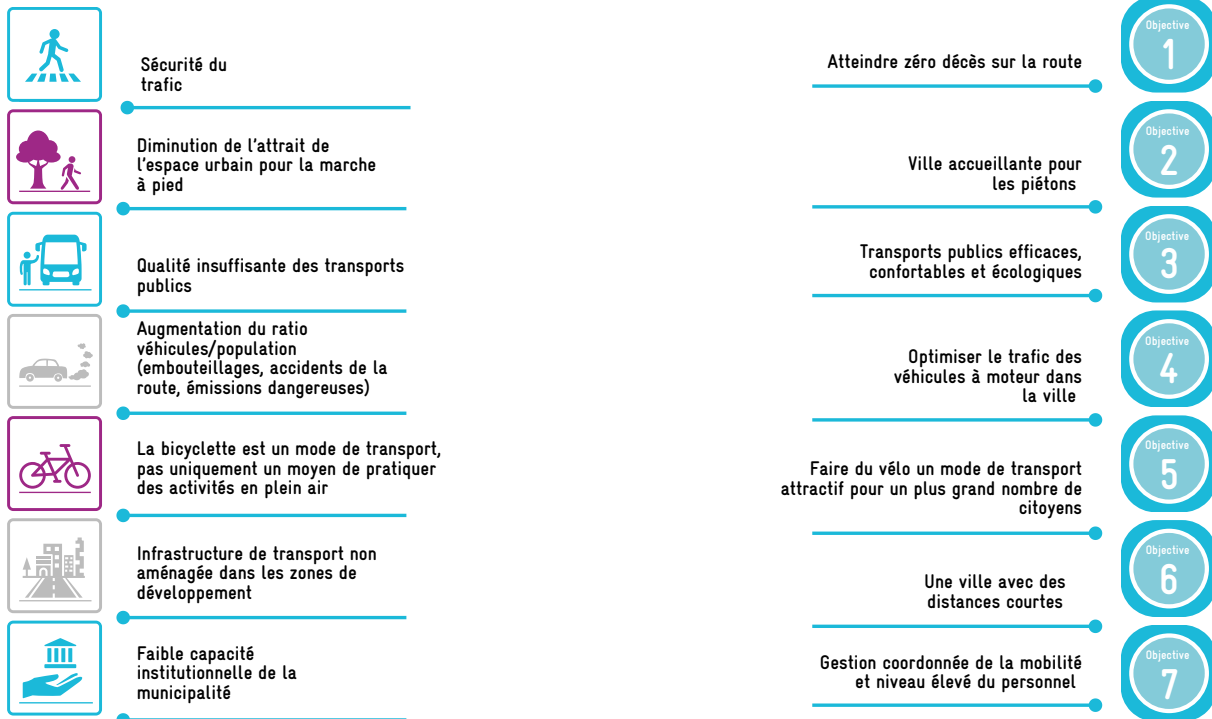 Sécurité du
trafic
Diminution de l'attrait de
l'espace urbain pour la marche
à pied
Qualité insuffisante des transports
publics
Augmentation du ratio
véhicules/population
(embouteillages, accidents de la
route, émissions dangereuses)
La bicyclette est un mode de transport,
pas uniquement un moyen de pratiquer
des activités en plein air
Infrastructure de transport non
aménagée dans les zones de
développement
Faible capacité
institutionnelle de la
municipalité
Atteindre zéro décès sur la route
Objective
1
Ville accueillante pour
les piétons
Objective
2
Transports publics efficaces,
confortables et écologiques
Objective
3
Optimiser le trafic des
véhicules à moteur dans
la ville
Objective
4
Faire du vélo un mode de transport
attractif pour un plus grand nombre de
citoyens
Objective
5
Une ville avec des
distances courtes
Objective
6
Gestion coordonnée de la mobilité
et niveau élevé du personnel
Objective
7